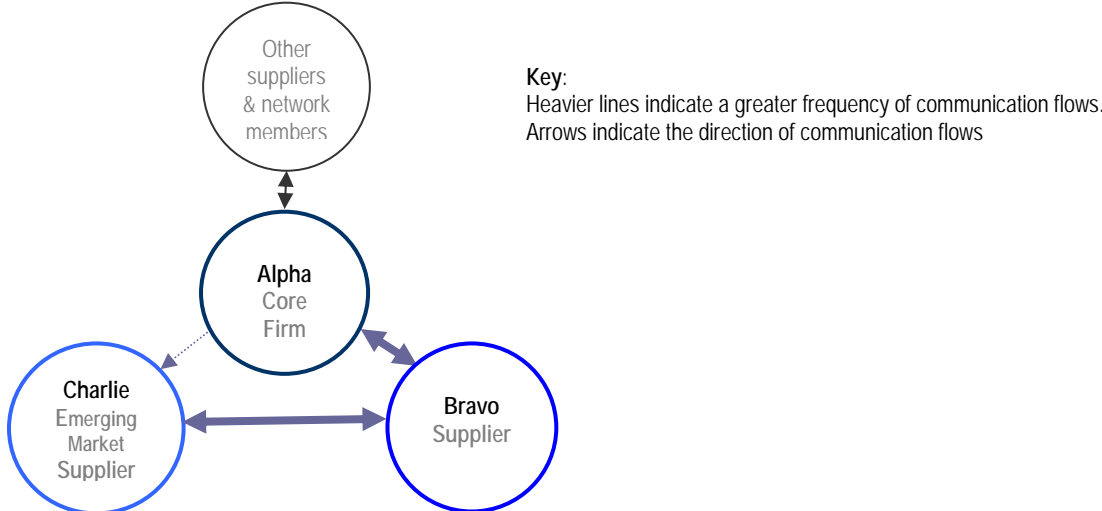 Other
suppliers
& network
members
Key:
Heavier lines indicate a greater frequency of communication flows.
Arrows indicate the direction of communication flows
Alpha
Core
Firm
Charlie
Emerging
Market
Supplier
Bravo
Supplier